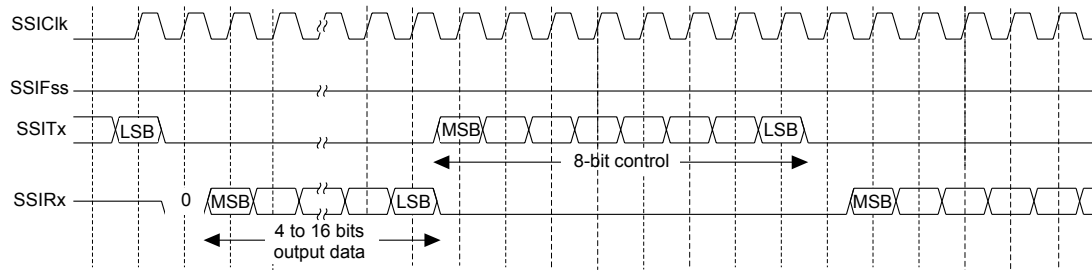 SSIClk
SSIFss
SSITx
LSB
MSB
LSB
8-bit control
SSIRx
0
MSB
LSB
MSB
4 to 16 bits
output data